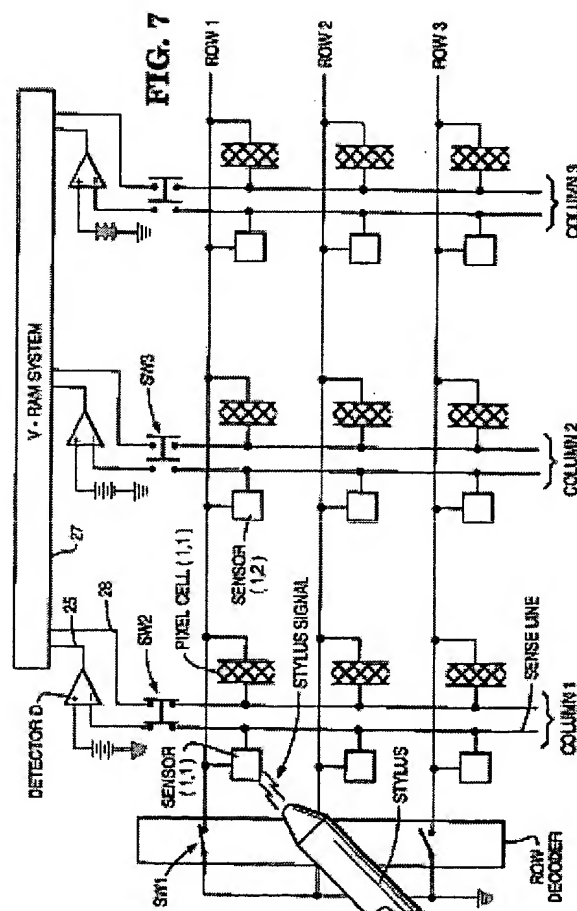 FIG. 7
V - RAM SYSTEM
27
25
28
DETECTOR D
SW2
SW3
SW1
ROW 1
ROW 2
ROW 3
PIXEL CELL (1,1)
SENSOR
(1,1)
SENSOR
(1,2)
STYLUS SIGNAL
STYLUS
SENSE LINE
COLUMN 1
COLUMN 2
COLUMN 3
ROW
DECODER